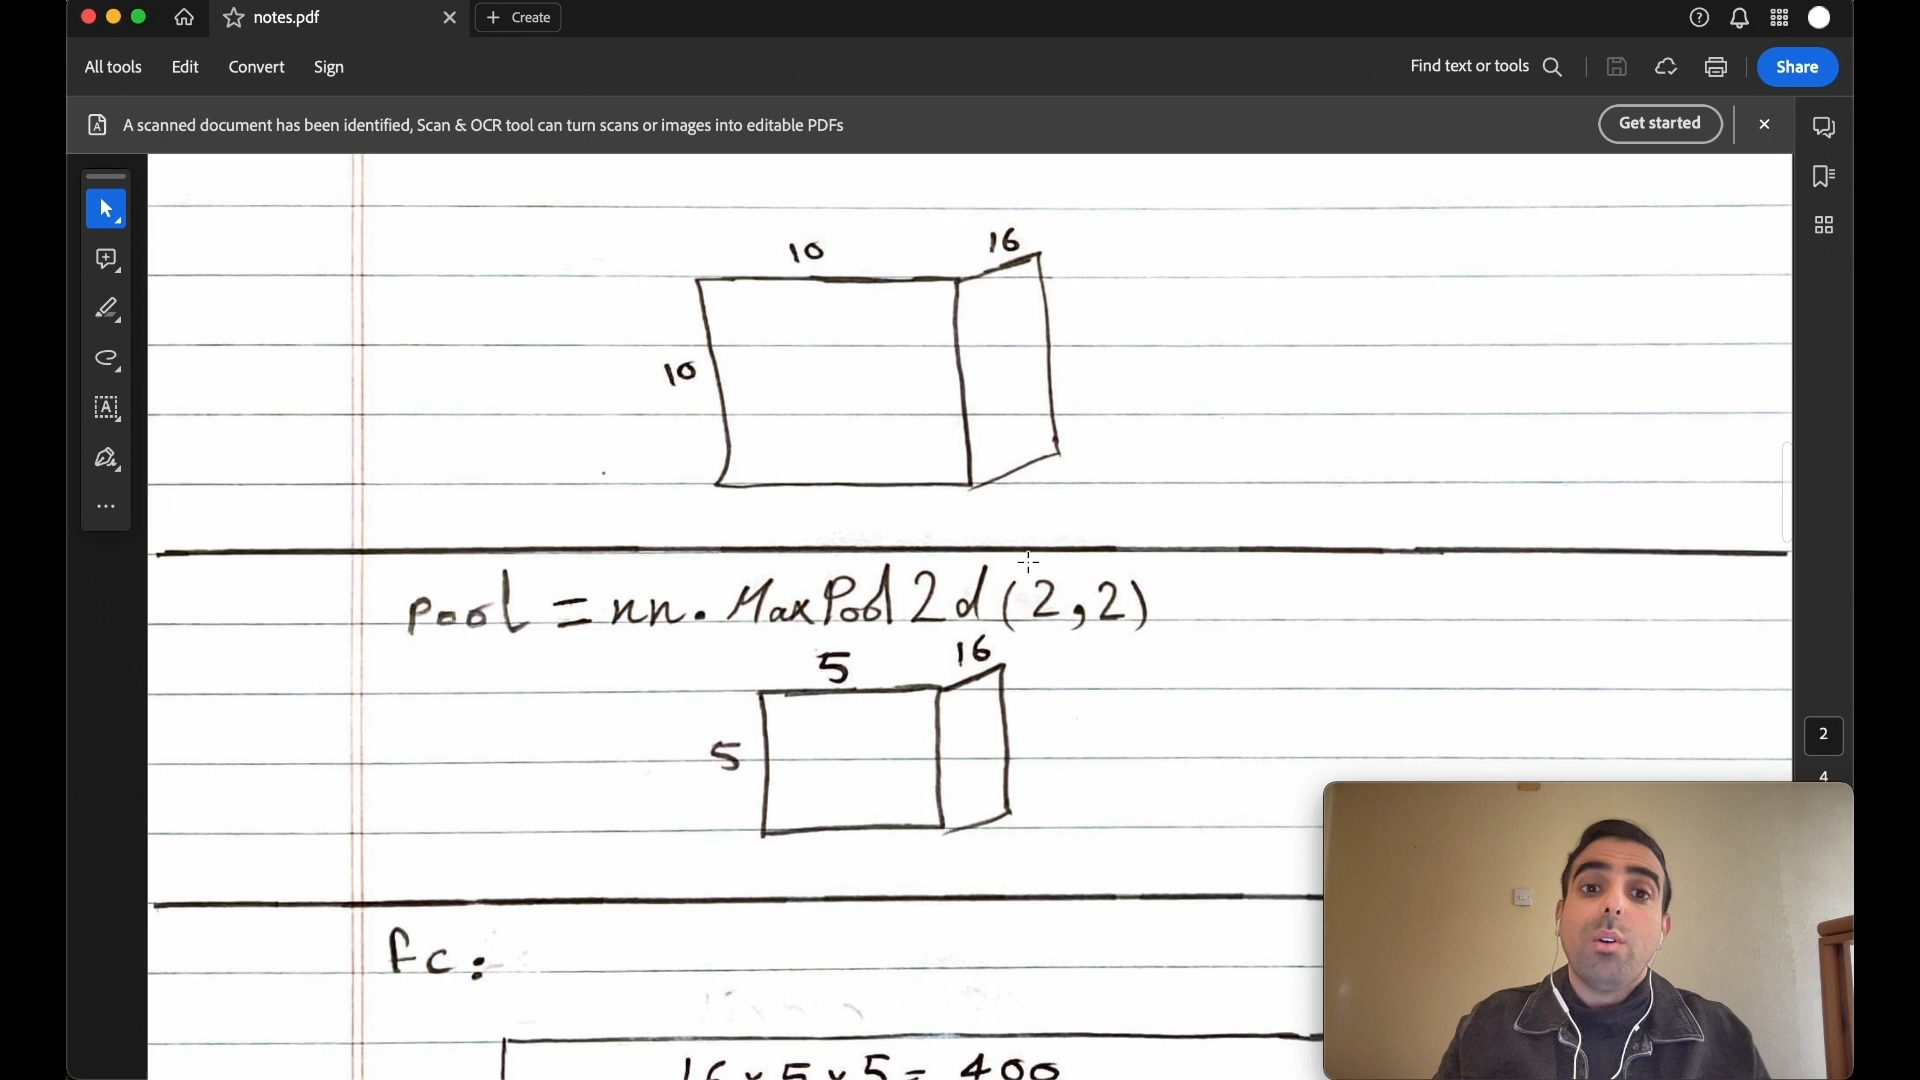 notes.pdf
Create
All tools
Edit
Convert
Sign
Find text or tools
Share
A scanned document has been identified, Scan & OCR tool can turn scans or images into editable PDFs
Get started
10
16
10
pool = nn.MaxPool2d(2,2)
5
16
5
2
4
fc:
16 x 5 x 5 = 400